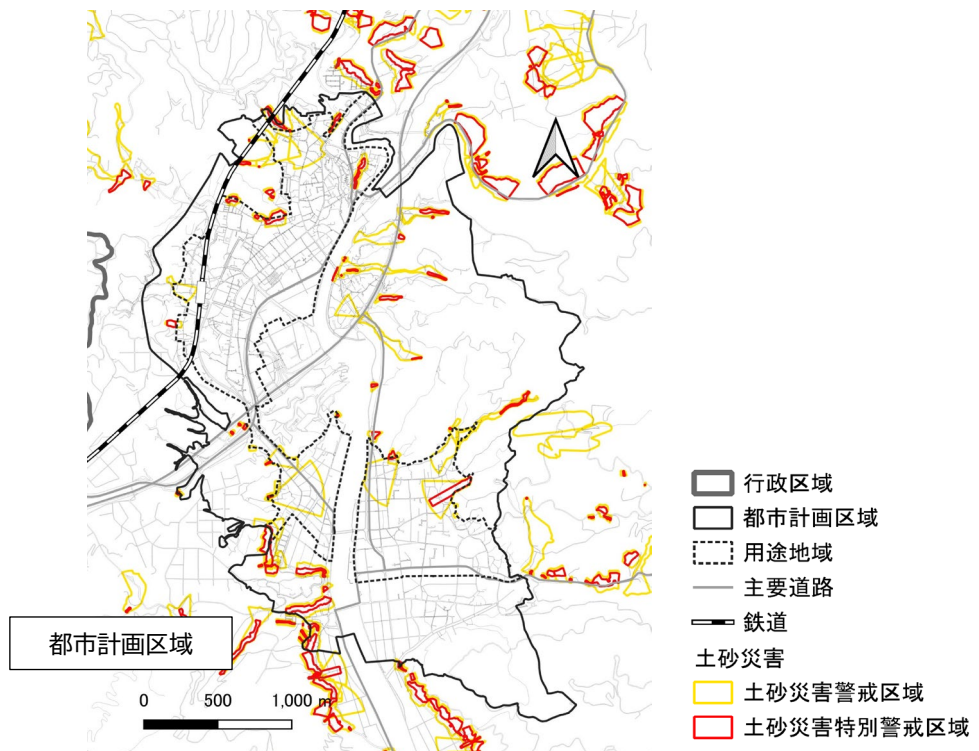 行政区域
都市計画区域
用途地域
主要道路
鉄道
土砂災害
土砂災害警戒区域
土砂災害特別警戒区域
都市計画区域
0 500 1,000 m